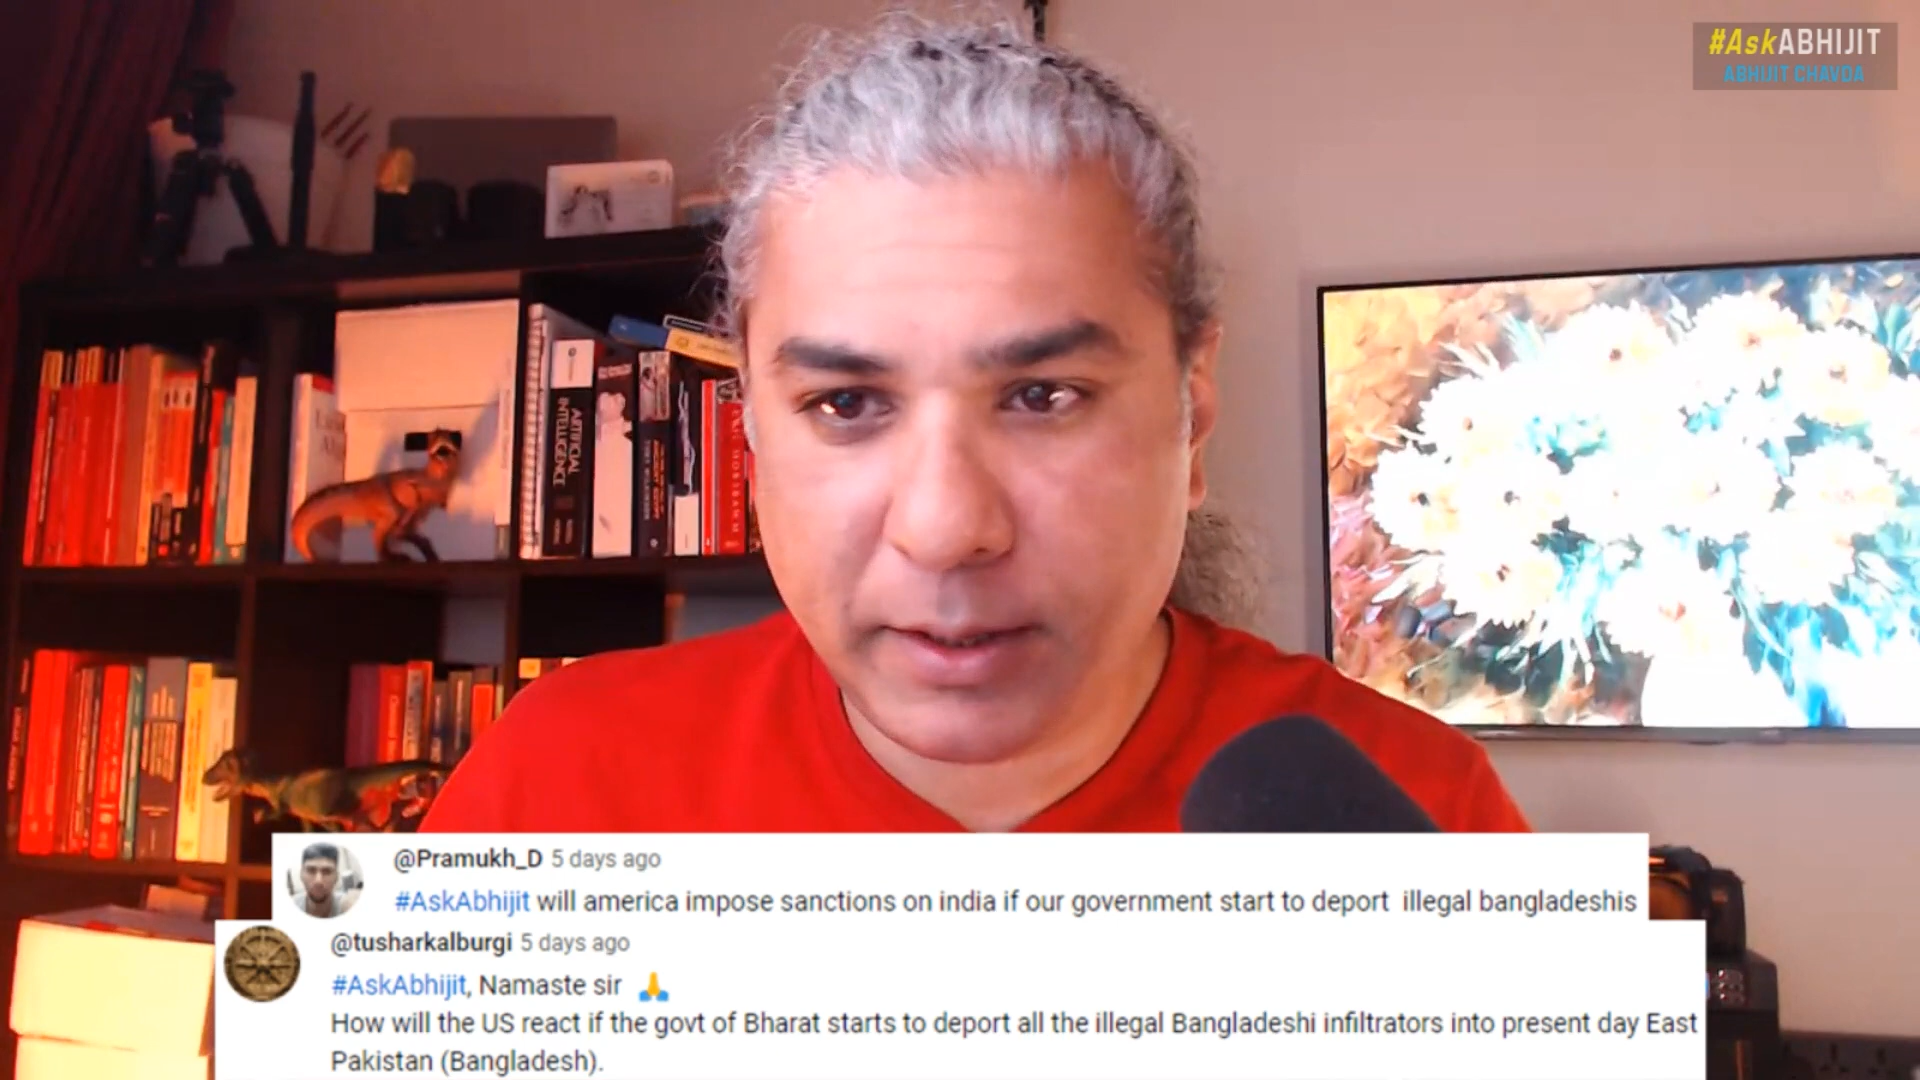 #AskABHIJIT
ABHIJIT CHAVDA
ARTIFICIAL
INTELLIGENCE
@Pramukh_D 5 days ago
#AskAbhijit will america impose sanctions on india if our government start to deport illegal bangladeshis
@tusharkalburgi 5 days ago
#AskAbhijit, Namaste sir 🙏
How will the US react if the govt of Bharat starts to deport all the illegal Bangladeshi infiltrators into present day East
Pakistan (Bangladesh).